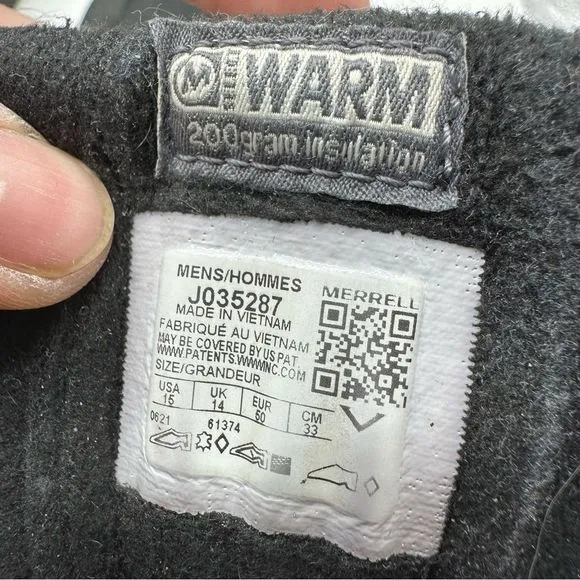 M SELECT WARM
200gram insulation
MENS/HOMMES
J035287
MERRELL
MADE IN VIETNAM
FABRIQUÉ AU VIETNAM
MAY BE COVERED BY US PAT.
WWW.PATENTS.WWWINC.COM
SIZE/GRANDEUR
USA UK EUR CM
15 14 50 33
0621 61374